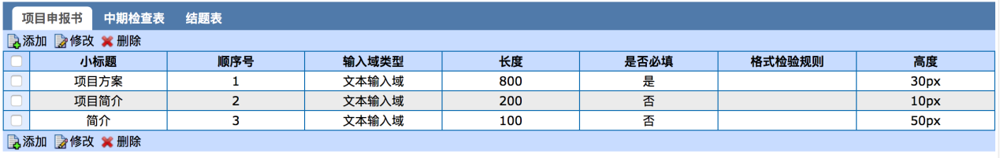 项目申报书 中期检查表 结题表
添加 修改 删除
小标题 顺序号 输入域类型 长度 是否必填 格式检验规则 高度
项目方案 1 文本输入域 800 是 30px
项目简介 2 文本输入域 200 否 10px
简介 3 文本输入域 100 否 50px
添加 修改 删除